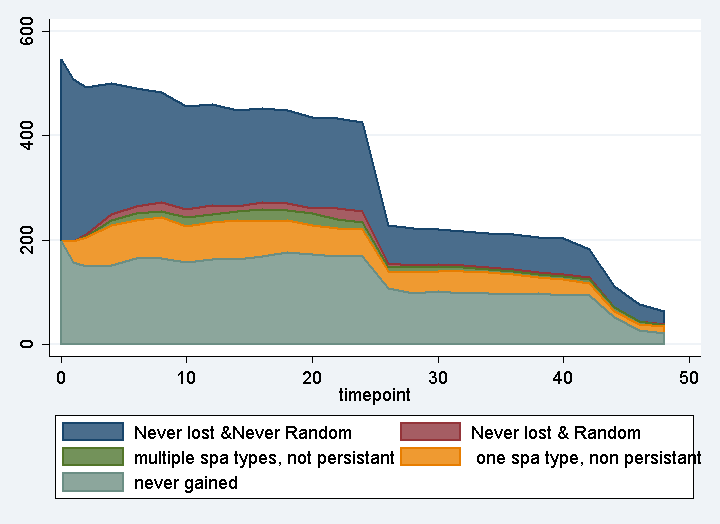 600
400
200
0
0 10 20 30 40 50
timepoint
Never lost &Never Random Never lost & Random
multiple spa types, not persistant one spa type, non persistant
never gained